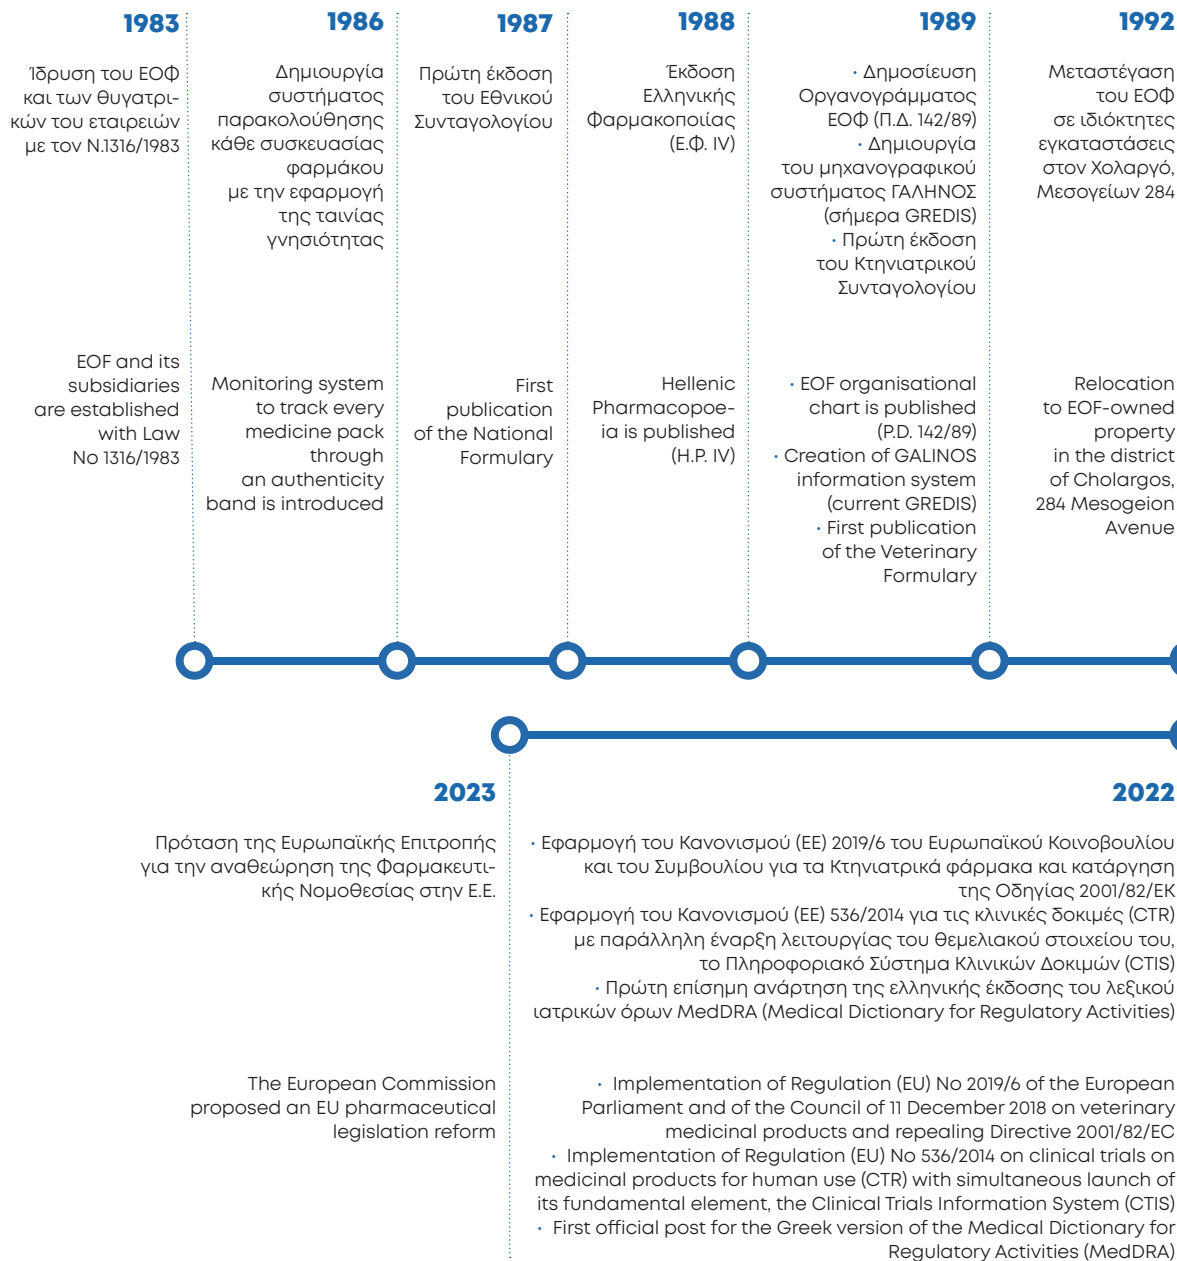 1983
Ίδρυση του ΕΟΦ
και των θυγατρι-
κών του εταιρειών
με τον Ν.1316/1983
EOF and its
subsidiaries
are established
with Law
No 1316/1983
1986
Δημιουργία
συστήματος
παρακολούθησης
κάθε συσκευασίας
φαρμάκου
με την εφαρμογή
της ταινίας
γνησιότητας
Monitoring system
to track every
medicine pack
through
an authenticity
band is introduced
1987
Πρώτη έκδοση
του Εθνικού
Συνταγολογίου
First
publication
of the National
Formulary
1988
Έκδοση
Ελληνικής
Φαρμακοποιίας
(Ε.Φ. IV)
Hellenic
Pharmacopoe-
ia is published
(H.P. IV)
1989
· Δημοσίευση
Οργανογράμματος
ΕΟΦ (Π.Δ. 142/89)
· Δημιουργία
του μηχανογραφικού
συστήματος ΓΑΛΗΝΟΣ
(σήμερα GREDIS)
· Πρώτη έκδοση
του Κτηνιατρικού
Συνταγολογίου
· EOF organisational
chart is published
(P.D. 142/89)
· Creation of GALINOS
information system
(current GREDIS)
· First publication
of the Veterinary
Formulary
1992
Μεταστέγαση
του ΕΟΦ
σε ιδιόκτητες
εγκαταστάσεις
στον Χολαργό,
Μεσογείων 284
Relocation
to EOF-owned
property
in the district
of Cholargos,
284 Mesogeion
Avenue
2023
Πρόταση της Ευρωπαϊκής Επιτροπής
για την αναθεώρηση της Φαρμακευτι-
κής Νομοθεσίας στην Ε.Ε.
The European Commission
proposed an EU pharmaceutical
legislation reform
2022
· Εφαρμογή του Κανονισμού (ΕΕ) 2019/6 του Ευρωπαϊκού Κοινοβουλίου
και του Συμβουλίου για τα Κτηνιατρικά φάρμακα και κατάργηση
της Οδηγίας 2001/82/ΕΚ
· Εφαρμογή του Κανονισμού (ΕΕ) 536/2014 για τις κλινικές δοκιμές (CTR)
με παράλληλη έναρξη λειτουργίας του θεμελιακού στοιχείου του,
το Πληροφοριακό Σύστημα Κλινικών Δοκιμών (CTIS)
· Πρώτη επίσημη ανάρτηση της ελληνικής έκδοσης του λεξικού
ιατρικών όρων MedDRA (Medical Dictionary for Regulatory Activities)
· Implementation of Regulation (EU) No 2019/6 of the European
Parliament and of the Council of 11 December 2018 on veterinary
medicinal products and repealing Directive 2001/82/EC
· Implementation of Regulation (EU) No 536/2014 on clinical trials on
medicinal products for human use (CTR) with simultaneous launch of
its fundamental element, the Clinical Trials Information System (CTIS)
· First official post for the Greek version of the Medical Dictionary for
Regulatory Activities (MedDRA)